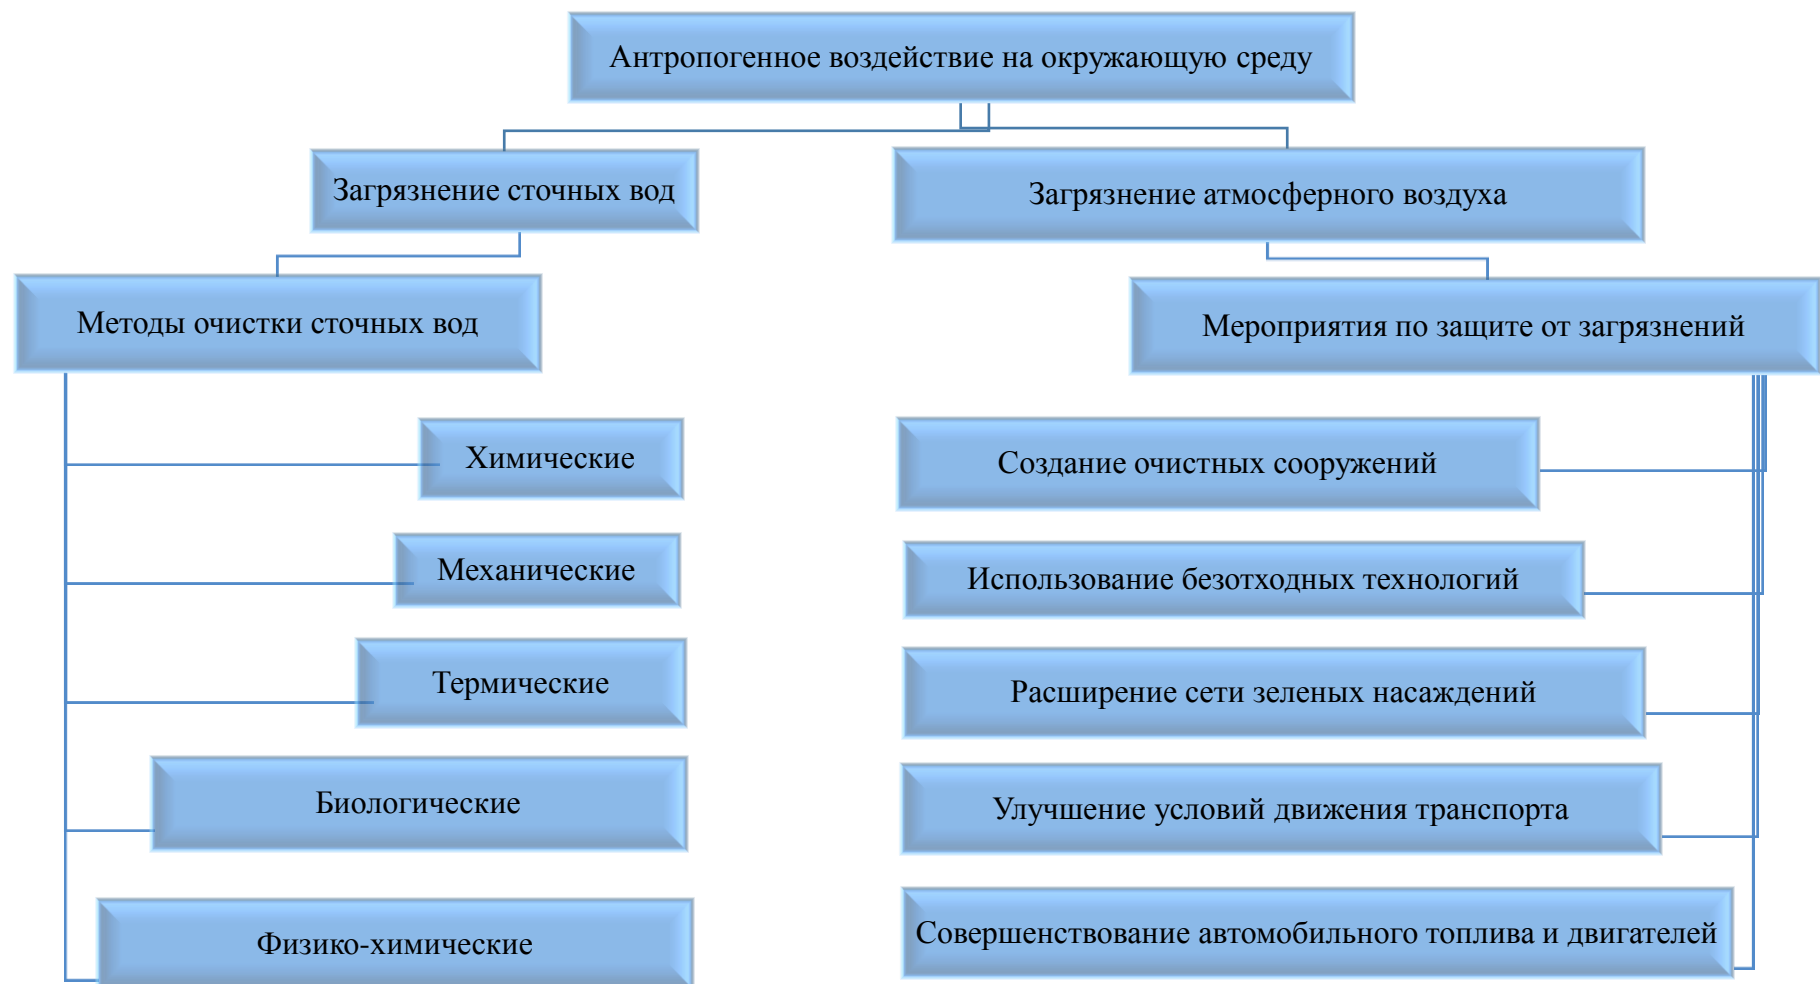 Антропогенное воздействие на окружающую среду
Загрязнение сточных вод
Загрязнение атмосферного воздуха
Методы очистки сточных вод
Мероприятия по защите от загрязнений
Химические
Механические
Термические
Биологические
Физико-химические
Создание очистных сооружений
Использование безотходных технологий
Расширение сети зеленых насаждений
Улучшение условий движения транспорта
Совершенствование автомобильного топлива и двигателей